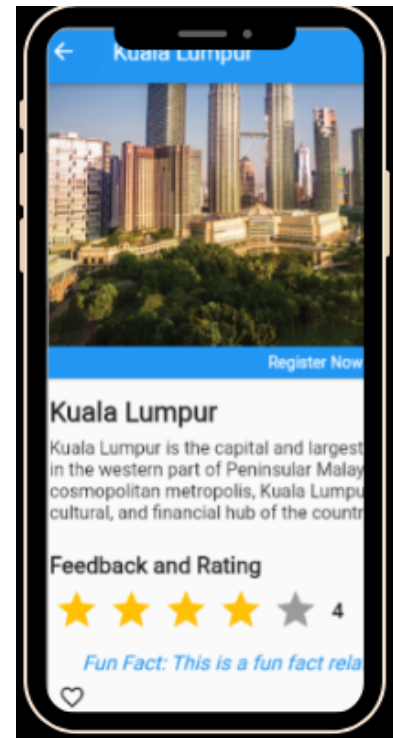 Kuala Lumpur
Register Now
Kuala Lumpur
Kuala Lumpur is the capital and largest
in the western part of Peninsular Malay
cosmopolitan metropolis, Kuala Lumpu
cultural, and financial hub of the countr
Feedback and Rating
4
Fun Fact: This is a fun fact rela